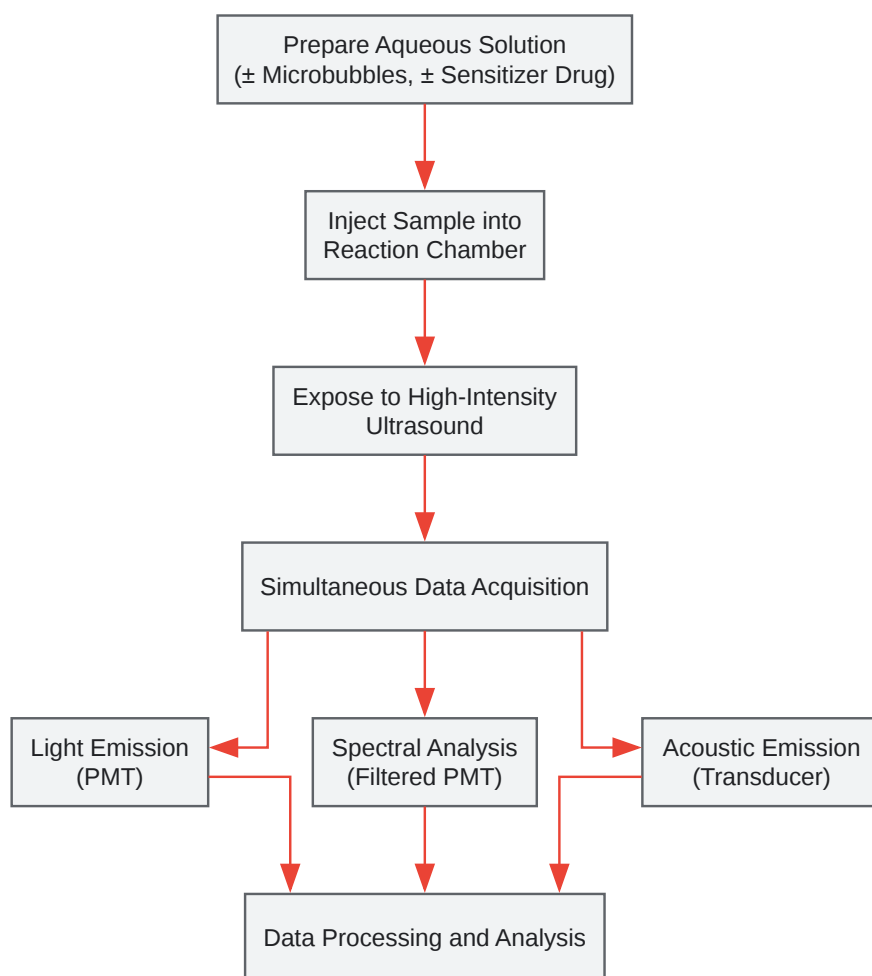 Prepare Aqueous Solution
(± Microbubbles, ± Sensitizer Drug)
Inject Sample into
Reaction Chamber
Expose to High-Intensity
Ultrasound
Simultaneous Data Acquisition
Light Emission
(PMT)
Spectral Analysis
(Filtered PMT)
Acoustic Emission
(Transducer)
Data Processing and Analysis